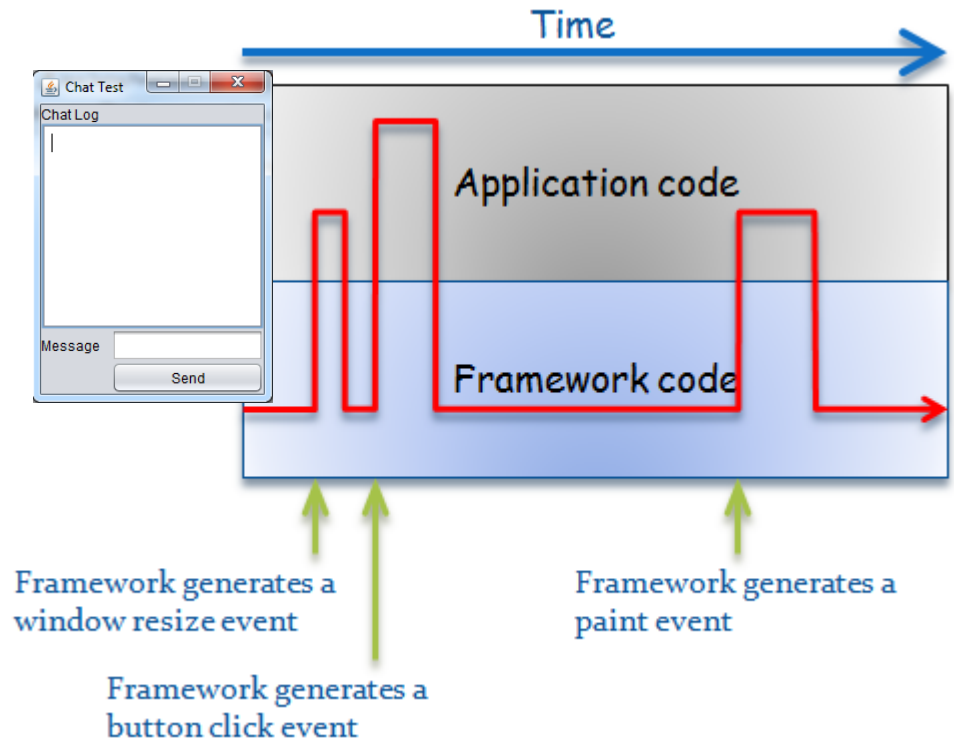 Time
Chat Test
Chat Log
Application code
Message
Send
Framework code
Framework generates a
window resize event
Framework generates a
paint event
Framework generates a
button click event